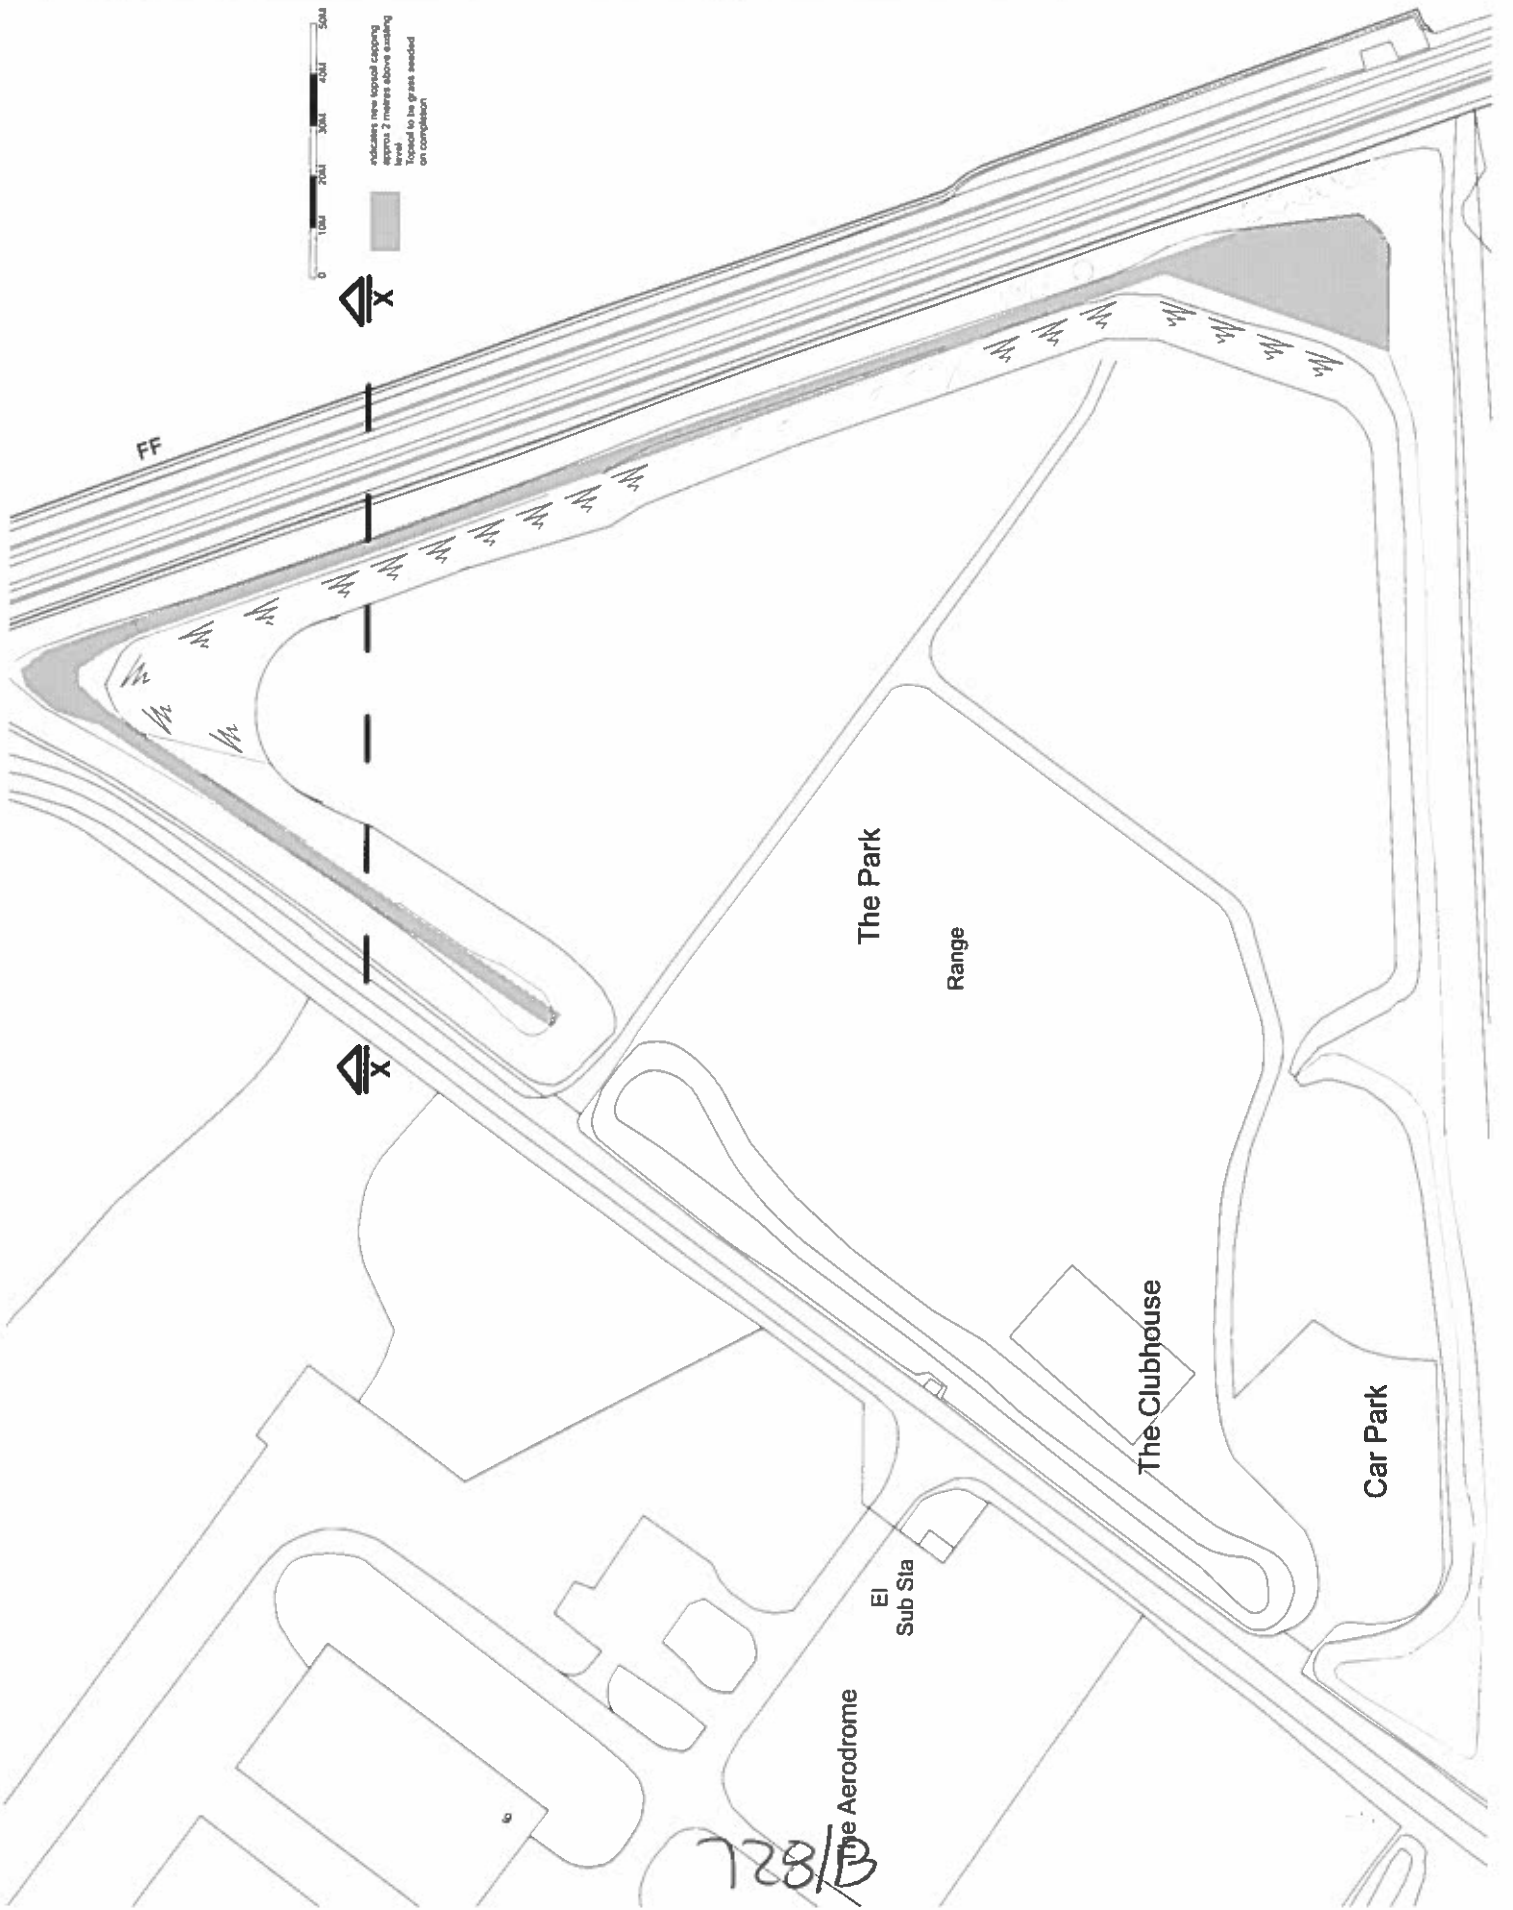 0 10M 20M 30M 40M 50M
indicates new topsoil capping
approx 2 metres above existing
level
Topsoil to be grass seeded
on completion
X
X
FF
The Park
Range
The Clubhouse
Car Park
El
Sub Sta
The Aerodrome
9
728/B